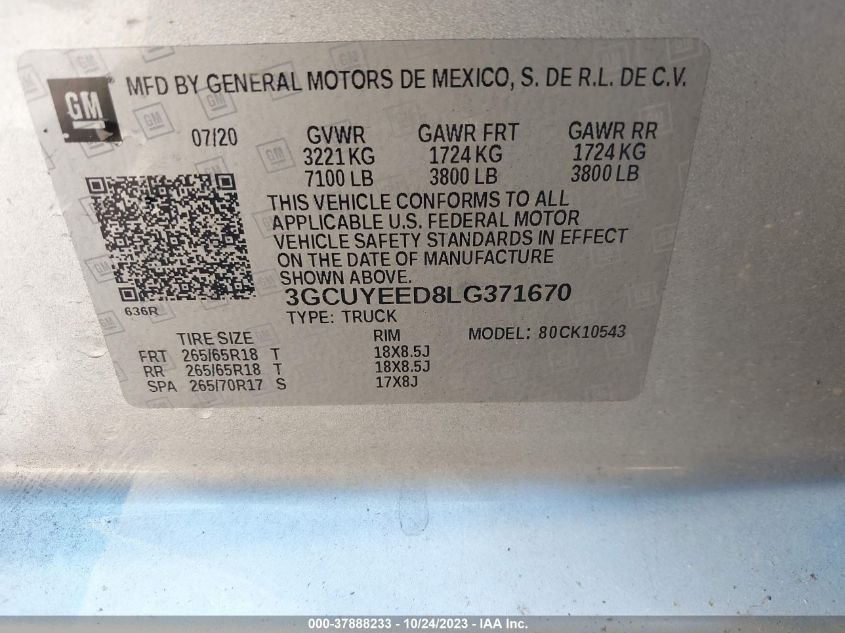 GM
MFD BY GENERAL MOTORS DE MEXICO, S. DE R.L. DE C.V.
07/20 GVWR GAWR FRT GAWR RR
3221 KG 1724 KG 1724 KG
7100 LB 3800 LB 3800 LB
THIS VEHICLE CONFORMS TO ALL
APPLICABLE U.S. FEDERAL MOTOR
VEHICLE SAFETY STANDARDS IN EFFECT
ON THE DATE OF MANUFACTURE
SHOWN ABOVE.
636R
3GCUYEED8LG371670
TYPE: TRUCK
TIRE SIZE RIM MODEL: 80CK10543
FRT 265/65R18 T 18X8.5J
RR 265/65R18 T 18X8.5J
SPA 265/70R17 S 17X8J
000-37888233 - 10/24/2023 - IAA Inc.